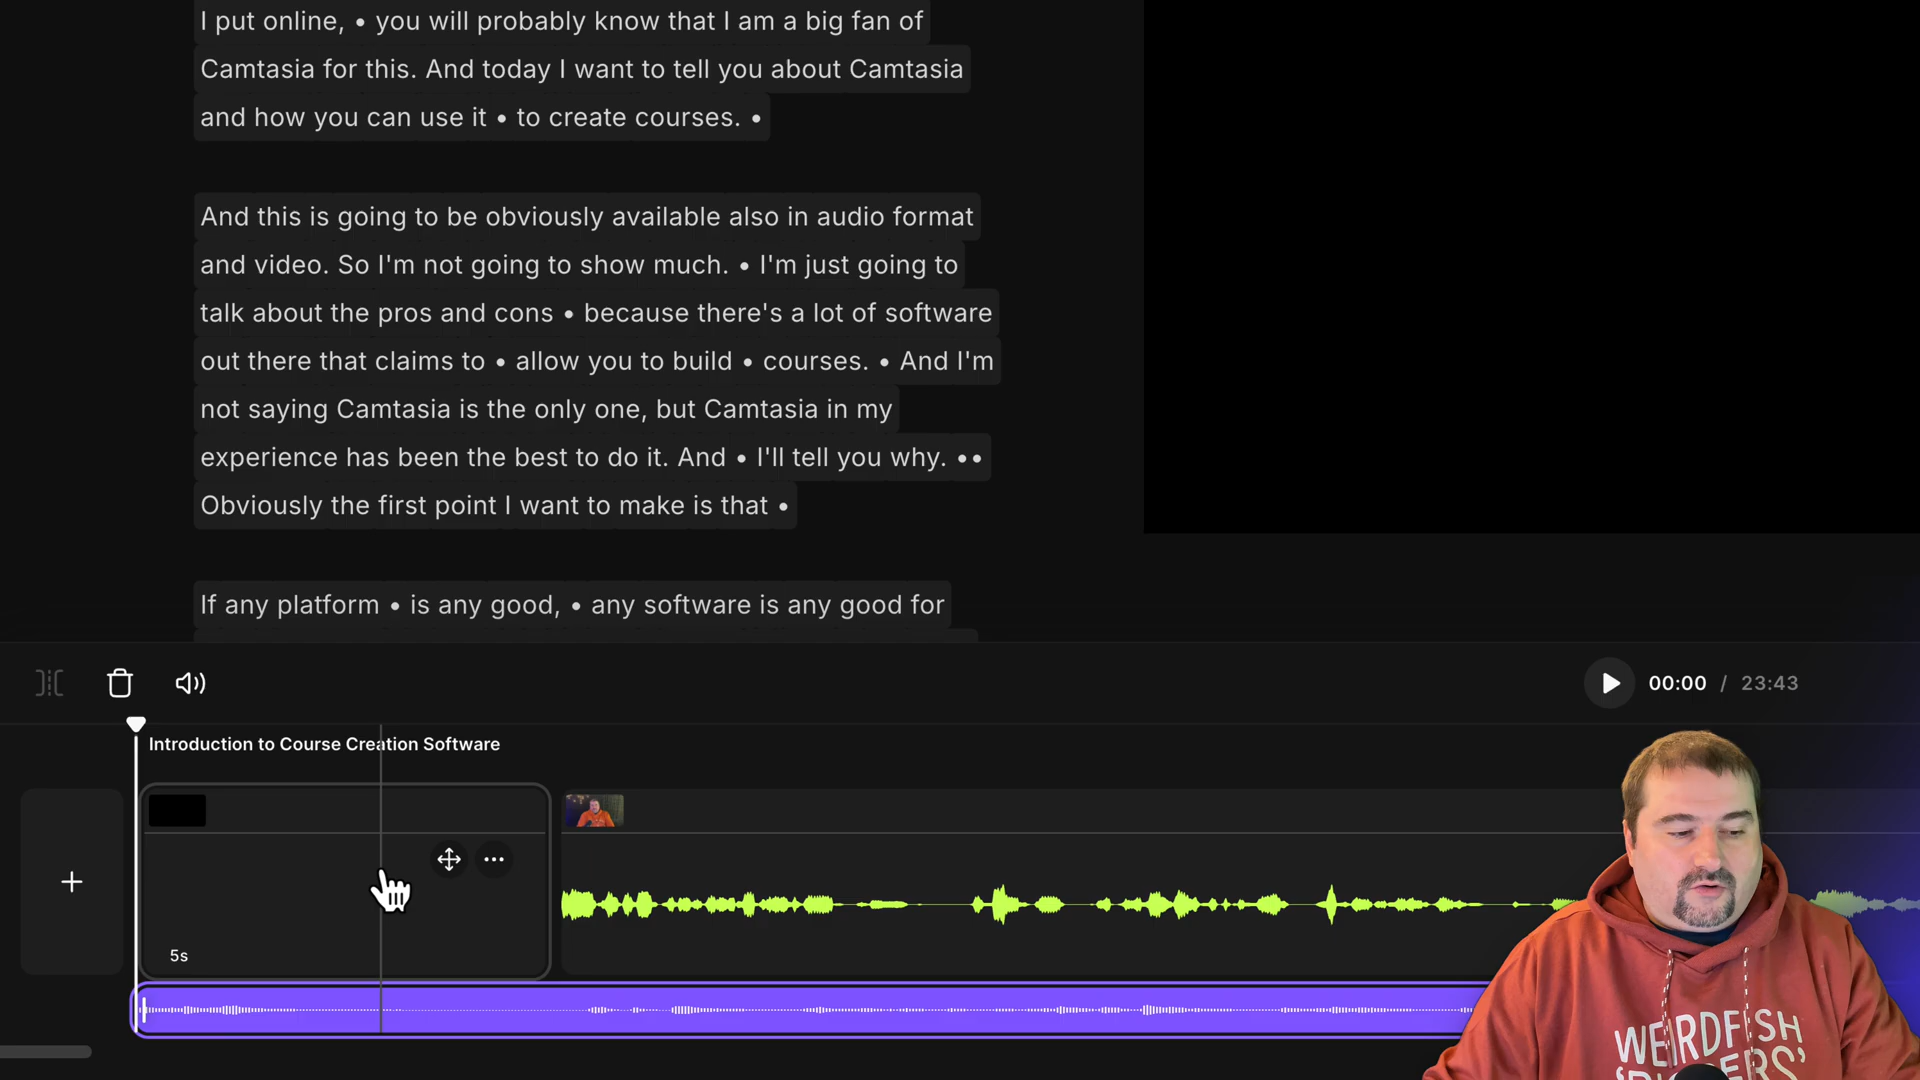 I put online, • you will probably know that I am a big fan of
Camtasia for this. And today I want to tell you about Camtasia
and how you can use it • to create courses. •
And this is going to be obviously available also in audio format
and video. So I'm not going to show much. • I'm just going to
talk about the pros and cons • because there's a lot of software
out there that claims to • allow you to build • courses. • And I'm
not saying Camtasia is the only one, but Camtasia in my
experience has been the best to do it. And • I'll tell you why. ••
Obviously the first point I want to make is that •
If any platform • is any good, • any software is any good for
00:00 / 23:43
Introduction to Course Creation Software
5s
WEIRDFISH